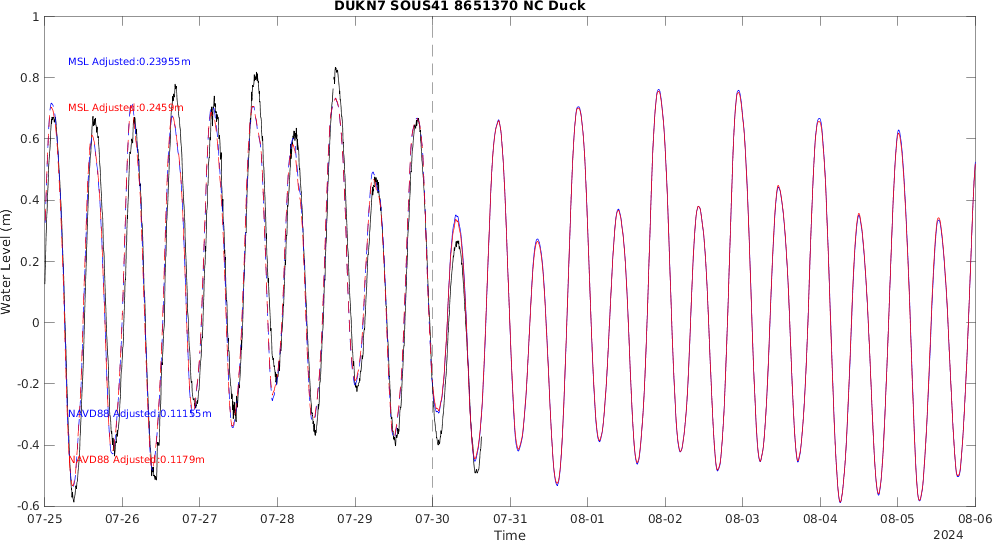 DUKN7 SOUS41 8651370 NC Duck
1
0.8
0.6
0.4
0.2
0
-0.2
-0.4
-0.6
Water Level (m)
MSL Adjusted:0.23955m
MSL Adjusted:0.2459m
NAVD88 Adjusted:0.11155m
NAVD88 Adjusted:0.1179m
07-25 07-26 07-27 07-28 07-29 07-30 07-31 08-01 08-02 08-03 08-04 08-05 08-06
Time
2024